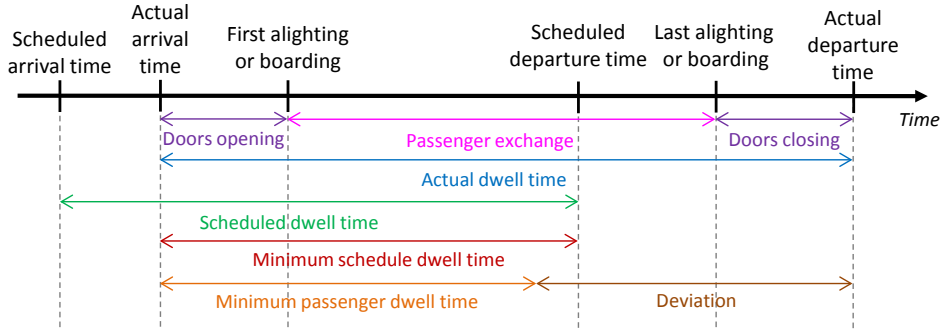 Scheduled
arrival time
Actual
arrival
time
First alighting
or boarding
Scheduled
departure time
Last alighting
or boarding
Actual
departure
time
Time
Doors opening
Passenger exchange
Doors closing
Actual dwell time
Scheduled dwell time
Minimum schedule dwell time
Minimum passenger dwell time
Deviation